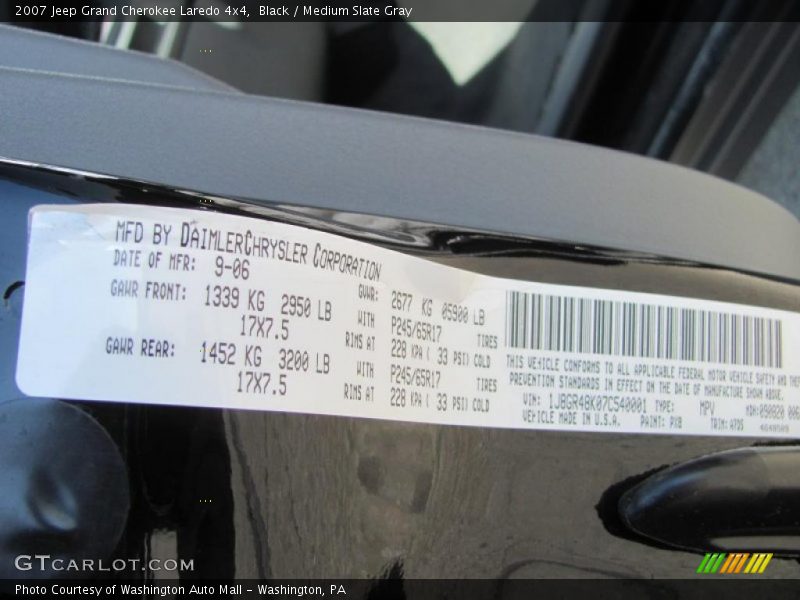 2007 Jeep Grand Cherokee Laredo 4x4, Black / Medium Slate Gray
MFD BY DAIMLERCHRYSLER CORPORATION
DATE OF MFR: 9-06
GVWR: 2677 KG 05900 LB
GAWR FRONT: 1339 KG 2950 LB
WITH P245/65R17 TIRES
17X7.5 RIMS AT 228 KPA ( 33 PSI) COLD
GAWR REAR: 1452 KG 3200 LB
WITH P245/65R17 TIRES
17X7.5 RIMS AT 228 KPA ( 33 PSI) COLD
THIS VEHICLE CONFORMS TO ALL APPLICABLE FEDERAL MOTOR VEHICLE SAFETY AND
PREVENTION STANDARDS IN EFFECT ON THE DATE OF MANUFACTURE SHOWN ABOVE.
VIN: TYPE: MPV MDH:090820
VEHICLE MADE IN U.S.A. PAINT: PXB TRIM:
GTCARLOT.COM
Photo Courtesy of Washington Auto Mall - Washington, PA